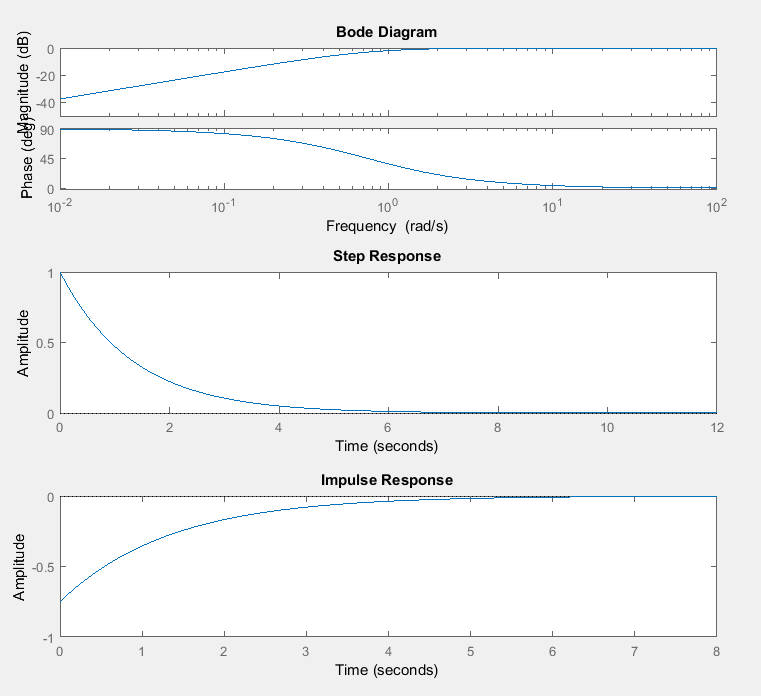 Bode Diagram
Magnitude (dB)
0
-20
-40
Phase (deg)
90
45
0
10^-2 10^-1 10^0 10^1 10^2
Frequency (rad/s)
Step Response
Amplitude
1
0.5
0
0 2 4 6 8 10 12
Time (seconds)
Impulse Response
Amplitude
0
-0.5
-1
0 1 2 3 4 5 6 7 8
Time (seconds)